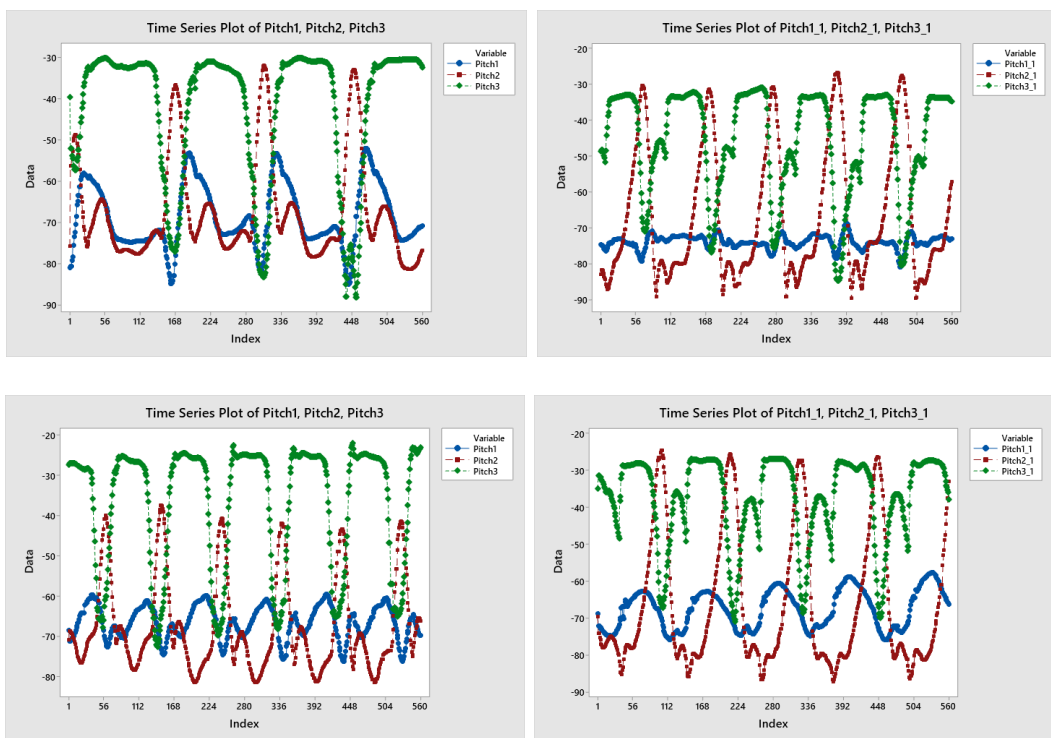 Time Series Plot of Pitch1, Pitch2, Pitch3
-30
-40
-50
-60
-70
-80
-90
Data
1 56 112 168 224 280 336 392 448 504 560
Index
Variable
Pitch1
Pitch2
Pitch3
Time Series Plot of Pitch1_1, Pitch2_1, Pitch3_1
-20
-30
-40
-50
-60
-70
-80
-90
Data
1 56 112 168 224 280 336 392 448 504 560
Index
Variable
Pitch1_1
Pitch2_1
Pitch3_1
Time Series Plot of Pitch1, Pitch2, Pitch3
-20
-30
-40
-50
-60
-70
-80
Data
1 56 112 168 224 280 336 392 448 504 560
Index
Variable
Pitch1
Pitch2
Pitch3
Time Series Plot of Pitch1_1, Pitch2_1, Pitch3_1
-20
-30
-40
-50
-60
-70
-80
-90
Data
1 56 112 168 224 280 336 392 448 504 560
Index
Variable
Pitch1_1
Pitch2_1
Pitch3_1